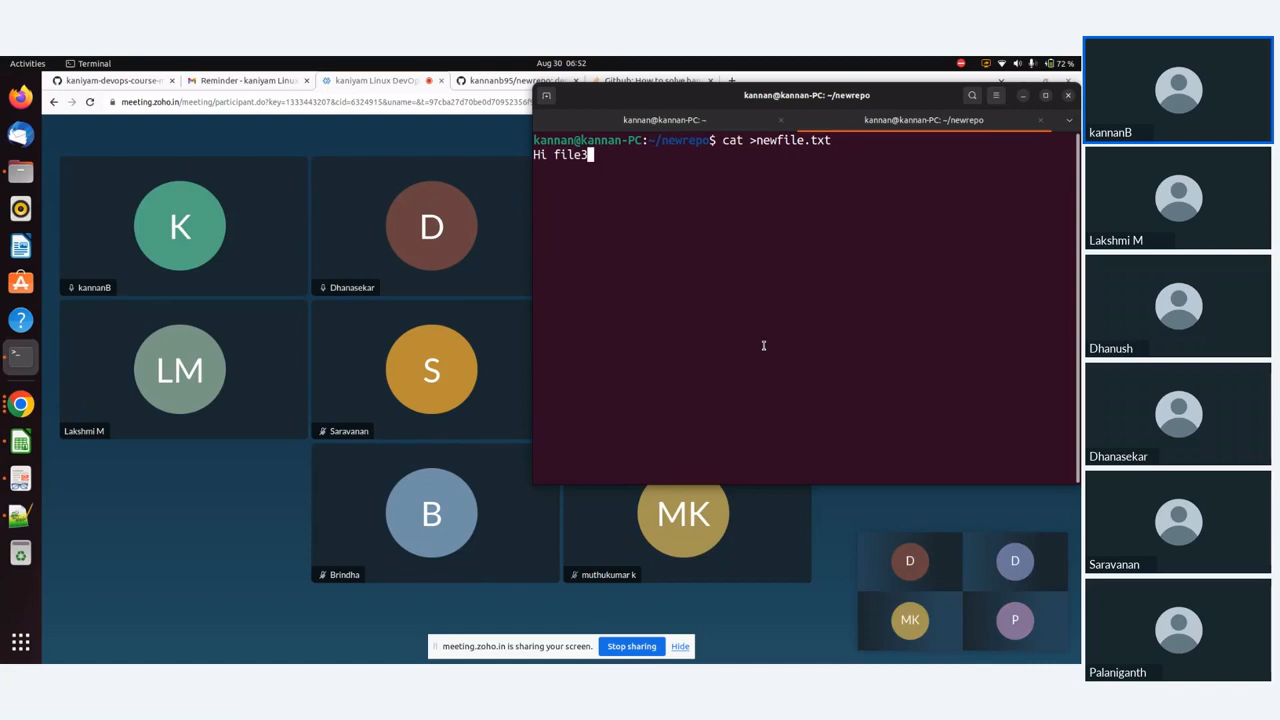 Activities
Terminal
Aug 30 06:52
72 %
kaniyam-devops-course-m
Reminder - kaniyam Linux
kaniyam Linux DevO
kannanb95/newrepo: de
Github: How to solve
meeting.zoho.in/meeting/participant.do?key=1333443207&cid=6324915&uname=&t=97cba27d70be0d70952356f
kannan@kannan-PC: ~/newrepo
kannan@kannan-PC: ~
kannan@kannan-PC: ~/newrepo
kannan@kannan-PC:~/newrepo$ cat >newfile.txt
Hi file3
K
kannanB
D
Dhanasekar
LM
Lakshmi M
S
Saravanan
B
Brindha
MK
muthukumar k
D
D
MK
P
meeting.zoho.in is sharing your screen.
Stop sharing
Hide
kannanB
Lakshmi M
Dhanush
Dhanasekar
Saravanan
Palaniganth